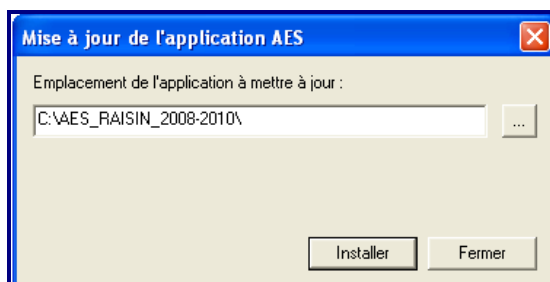 Mise à jour de l'application AES
Emplacement de l'application à mettre à jour :
C:\AES_RAISIN_2008-2010\
...
Installer Fermer